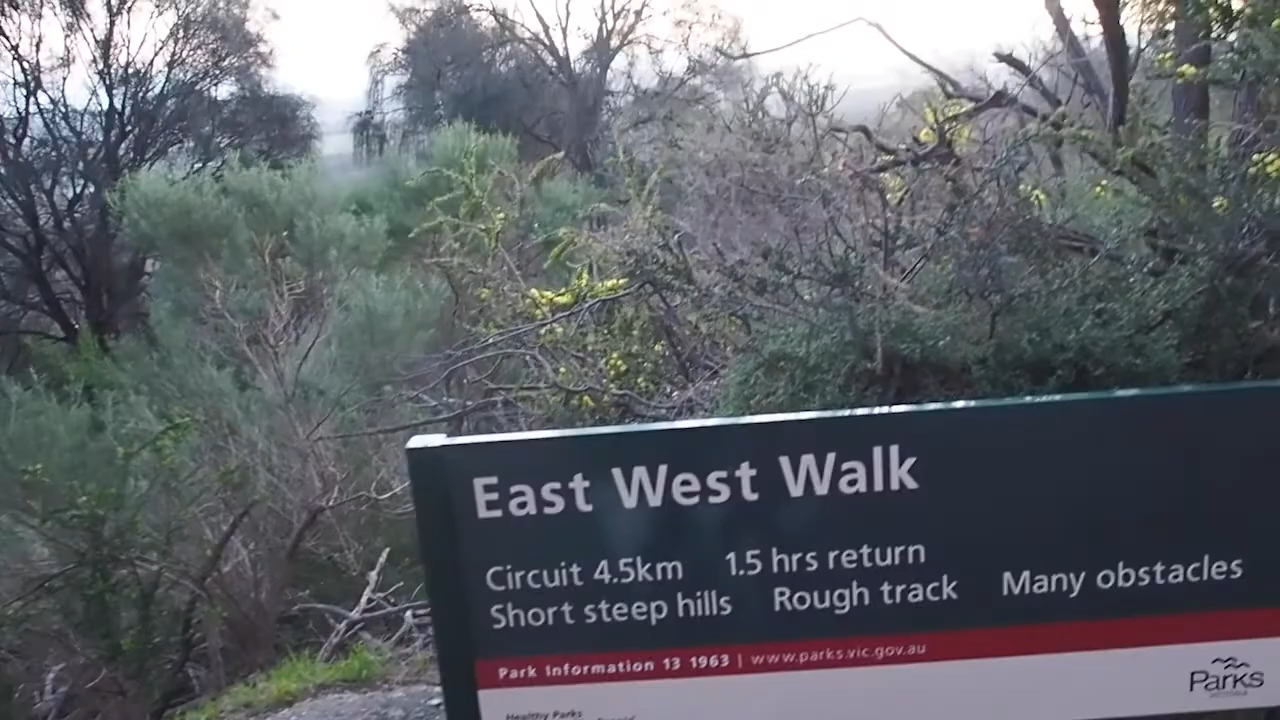 East West Walk
Circuit 4.5km 1.5 hrs return
Short steep hills Rough track Many obstacles
Park Information 13 1963 | www.parks.vic.gov.au
Parks
Healthy Parks